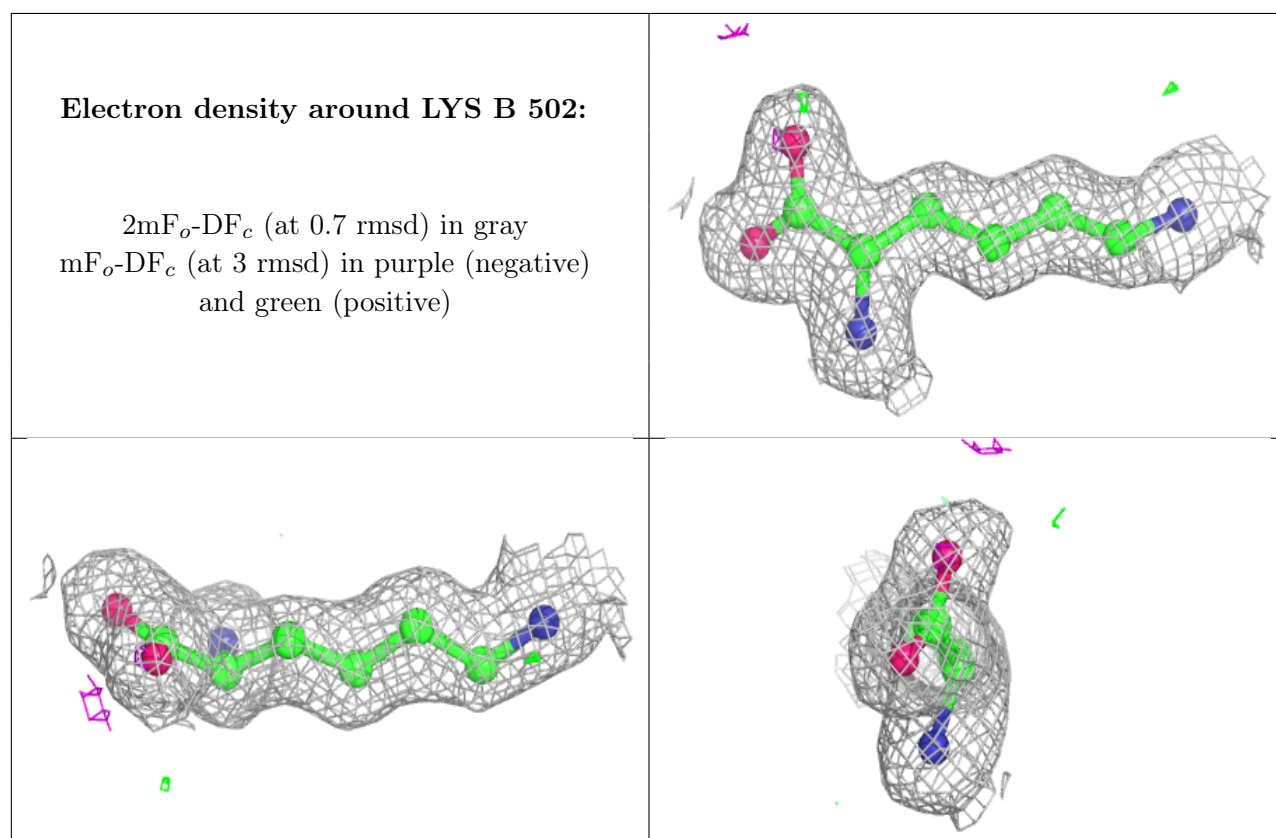 Electron density around LYS B 502:
2mFo-DFc (at 0.7 rmsd) in gray
mFo-DFc (at 3 rmsd) in purple (negative)
and green (positive)